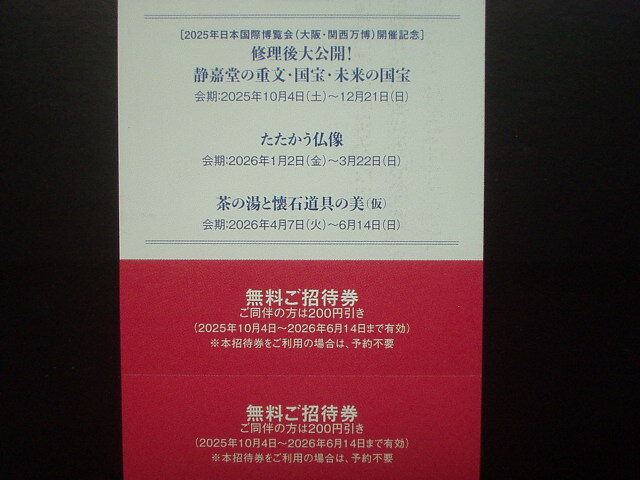 [2025年日本国際博覧会(大阪・関西万博)開催記念]
修理後大公開!
静嘉堂の重文・国宝・未来の国宝
会期:2025年10月4日(土)～12月21日(日)
たたかう仏像
会期:2026年1月2日(金)～3月22日(日)
茶の湯と懐石道具の美(仮)
会期:2026年4月7日(火)～6月14日(日)
無料ご招待券
ご同伴の方は200円引き
(2025年10月4日～2026年6月14日まで有効)
※本招待券をご利用の場合は、予約不要
無料ご招待券
ご同伴の方は200円引き
(2025年10月4日～2026年6月14日まで有効)
※本招待券をご利用の場合は、予約不要